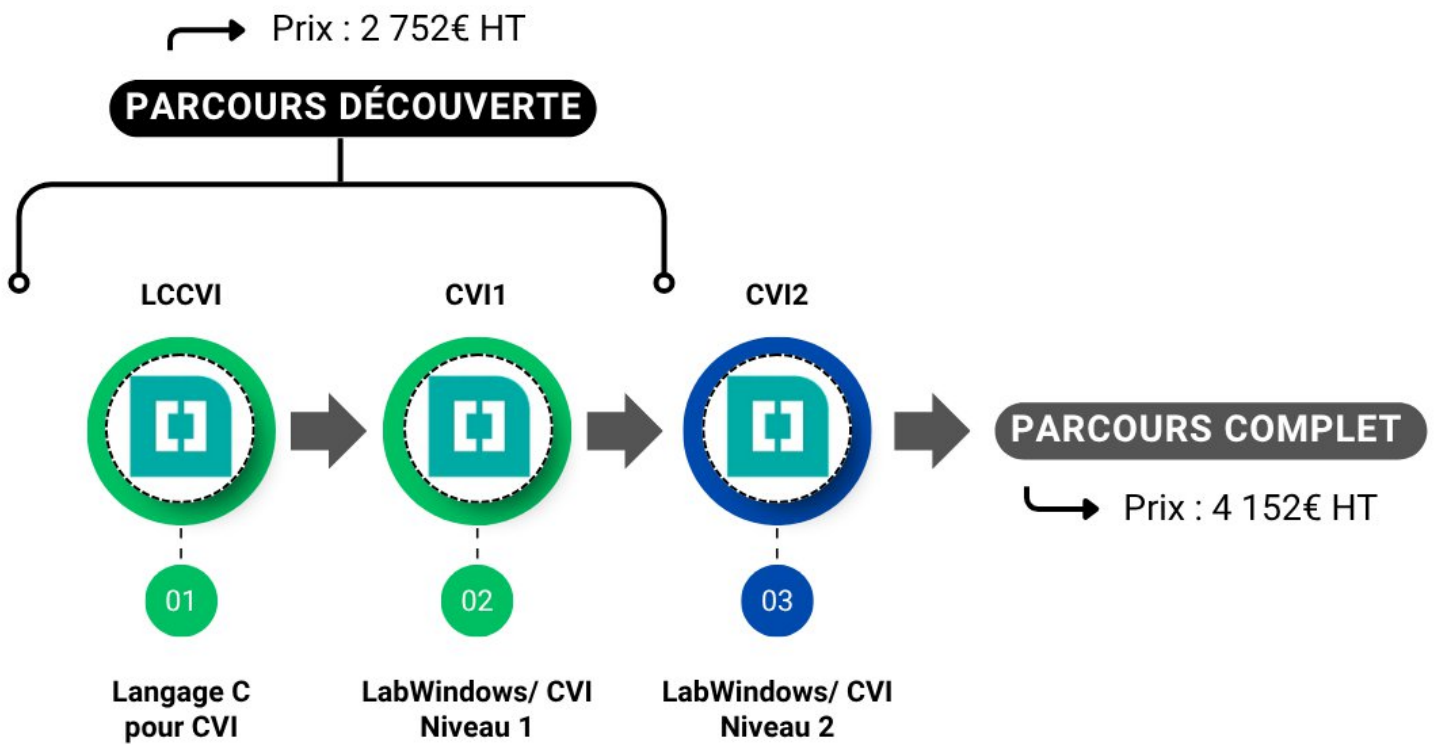 Prix : 2 752€ HT
PARCOURS DÉCOUVERTE
LCCVI
CVI1
CVI2
PARCOURS COMPLET
Prix : 4 152€ HT
01
02
03
Langage C
pour CVI
LabWindows/ CVI
Niveau 1
LabWindows/ CVI
Niveau 2